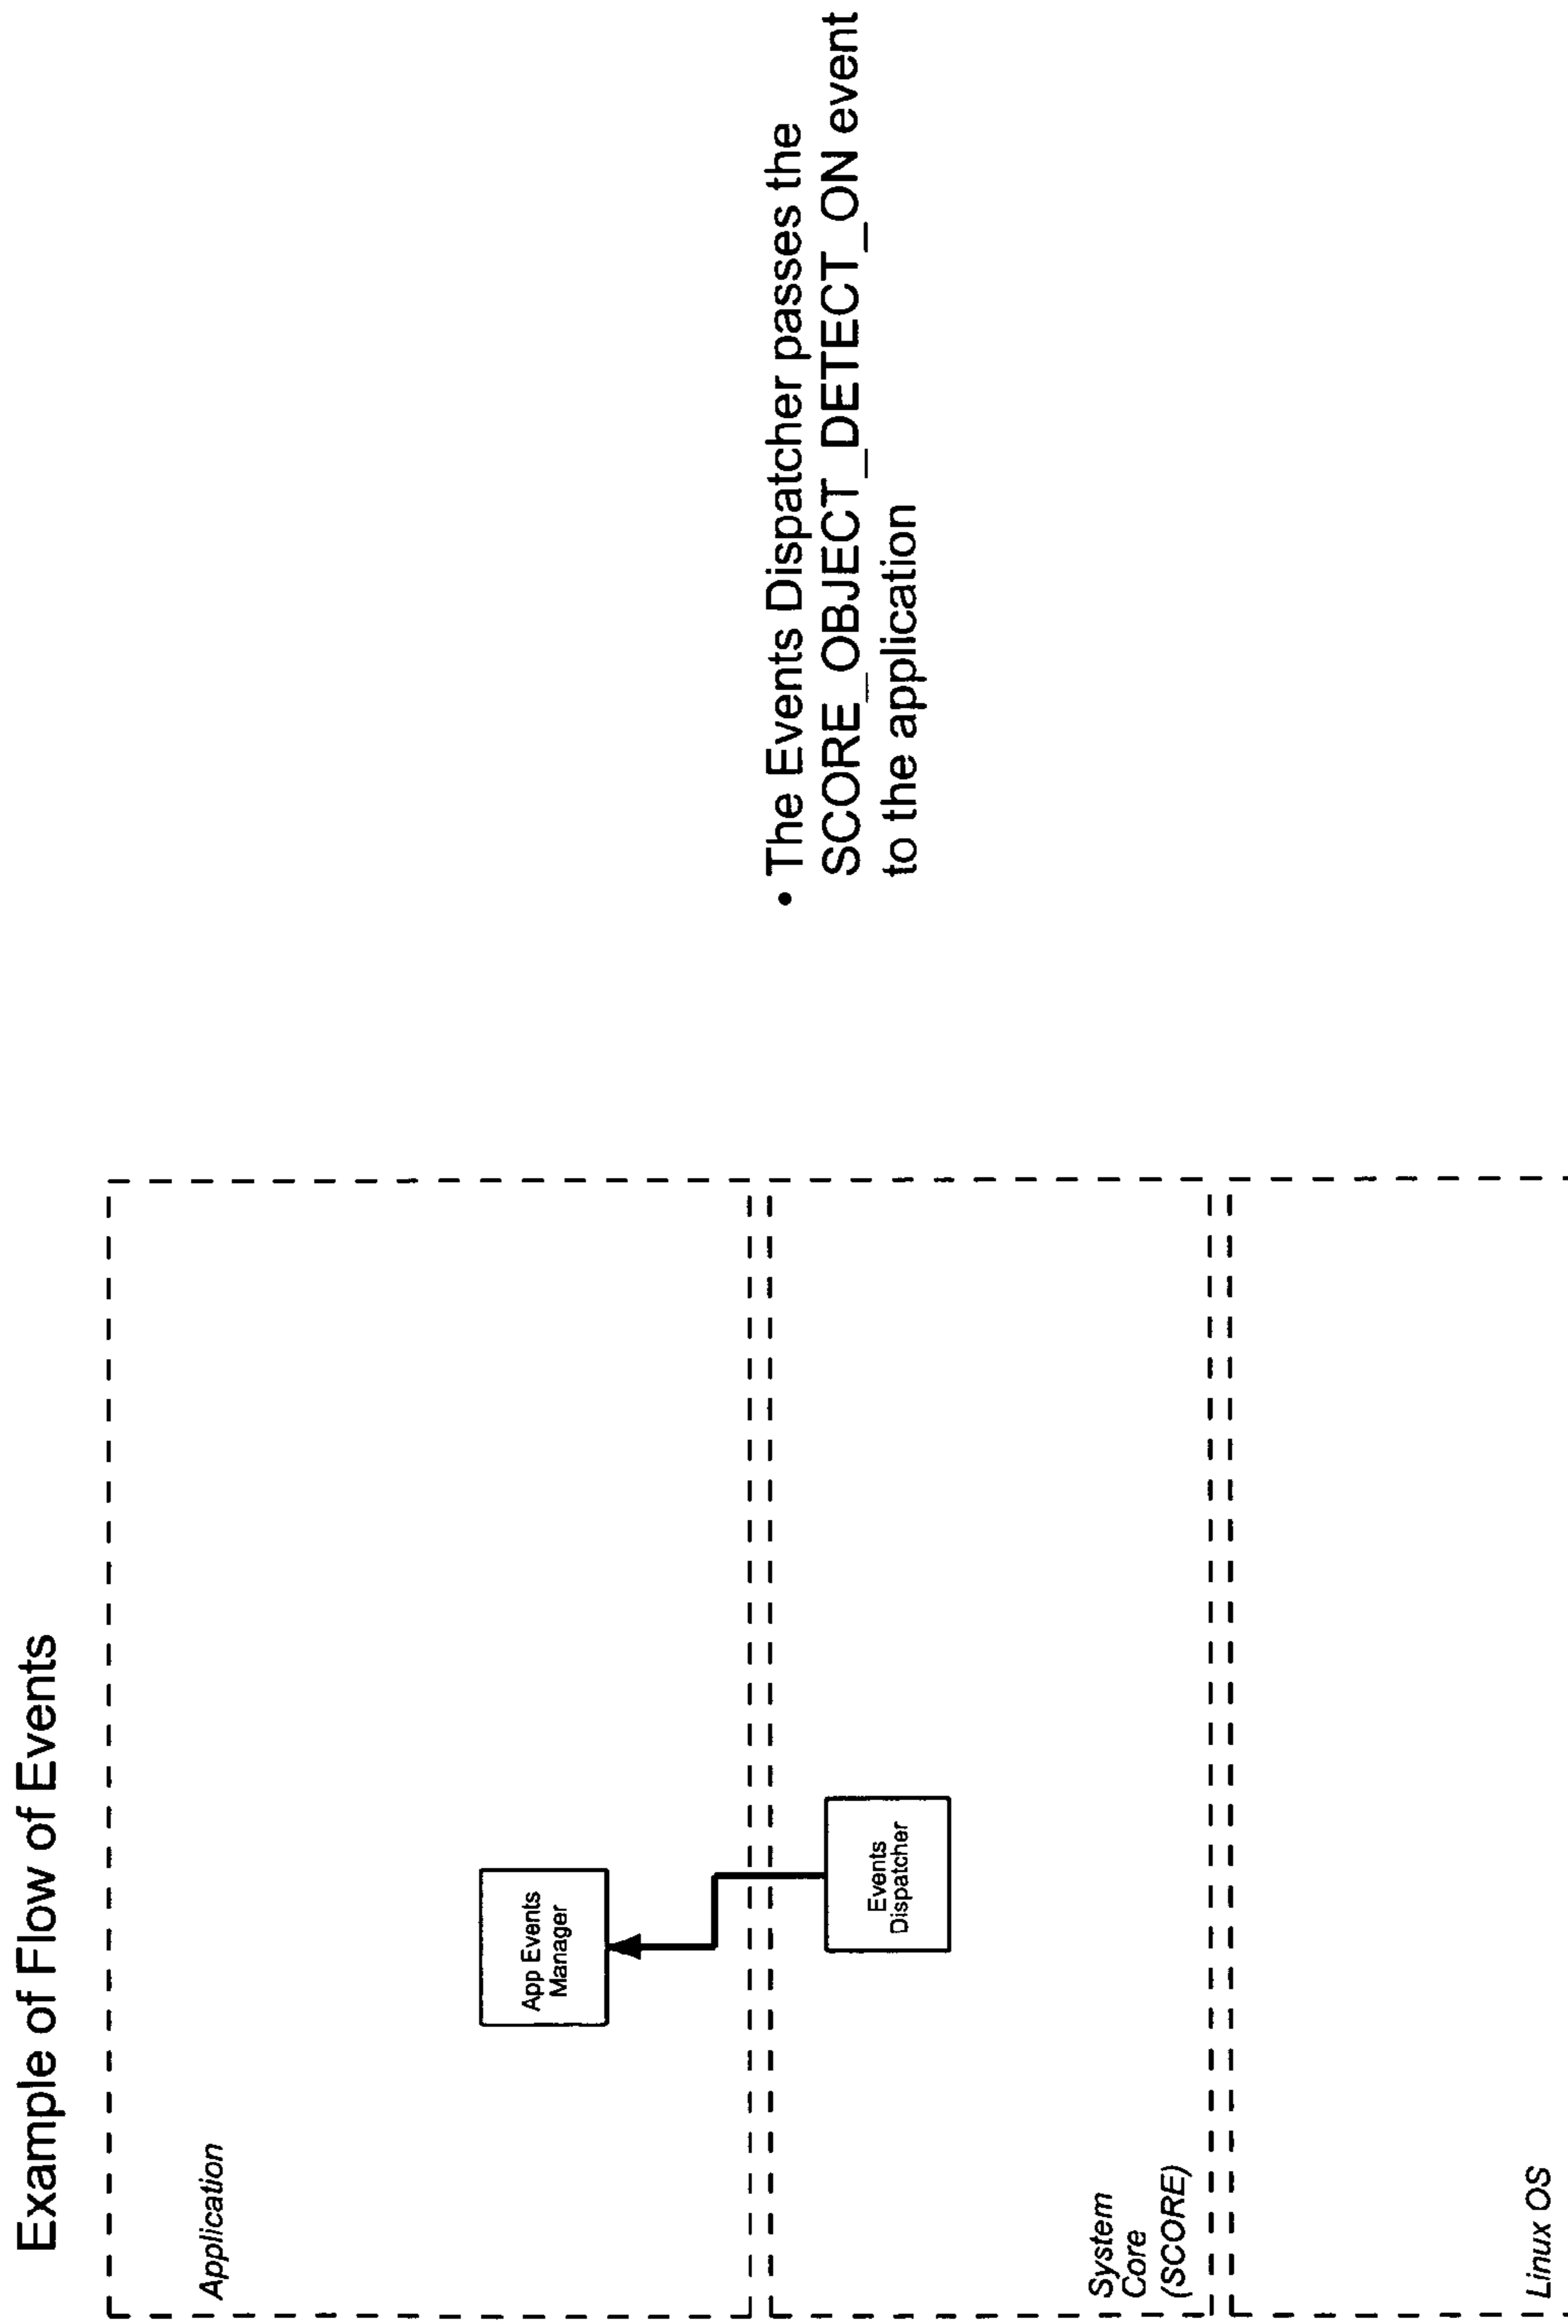 Example of Flow of Events
Application
App Events
Manager
Events
Dispatcher
System
Core
(SCORE)
Linux OS
• The Events Dispatcher passes the
SCORE_OBJECT_DETECT_ON event
to the application